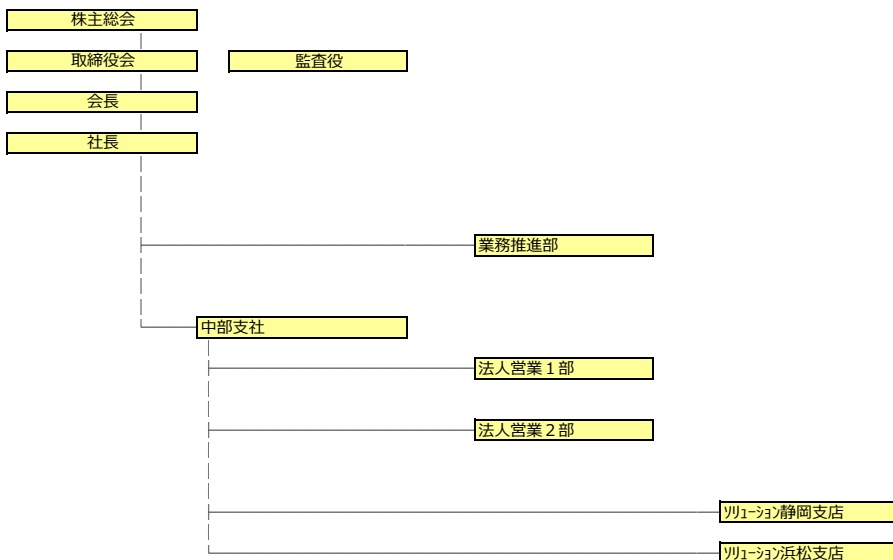 株主総会
取締役会
監査役
会長
社長
業務推進部
中部支社
法人営業１部
法人営業２部
ｿﾘｭｰｼｮﾝ静岡支店
ｿﾘｭｰｼｮﾝ浜松支店